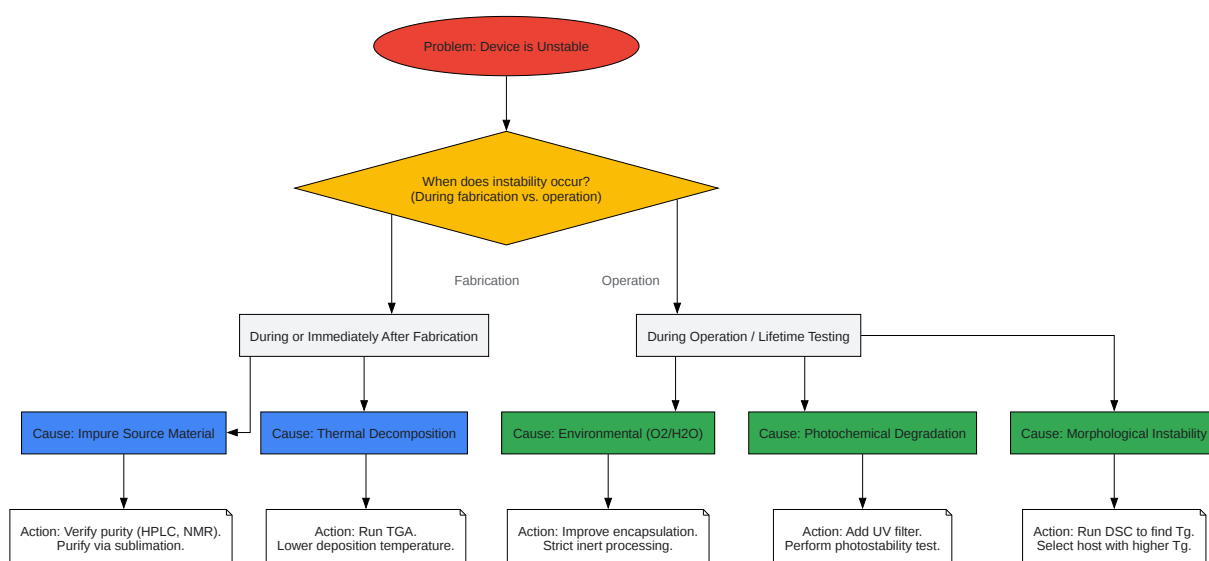 Problem: Device is Unstable
When does instability occur?
(During fabrication vs. operation)
Fabrication
Operation
During or Immediately After Fabrication
During Operation / Lifetime Testing
Cause: Impure Source Material
Cause: Thermal Decomposition
Cause: Environmental (O2/H2O)
Cause: Photochemical Degradation
Cause: Morphological Instability
Action: Verify purity (HPLC, NMR).
Purify via sublimation.
Action: Run TGA.
Lower deposition temperature.
Action: Improve encapsulation.
Strict inert processing.
Action: Add UV filter.
Perform photostability test.
Action: Run DSC to find Tg.
Select host with higher Tg.